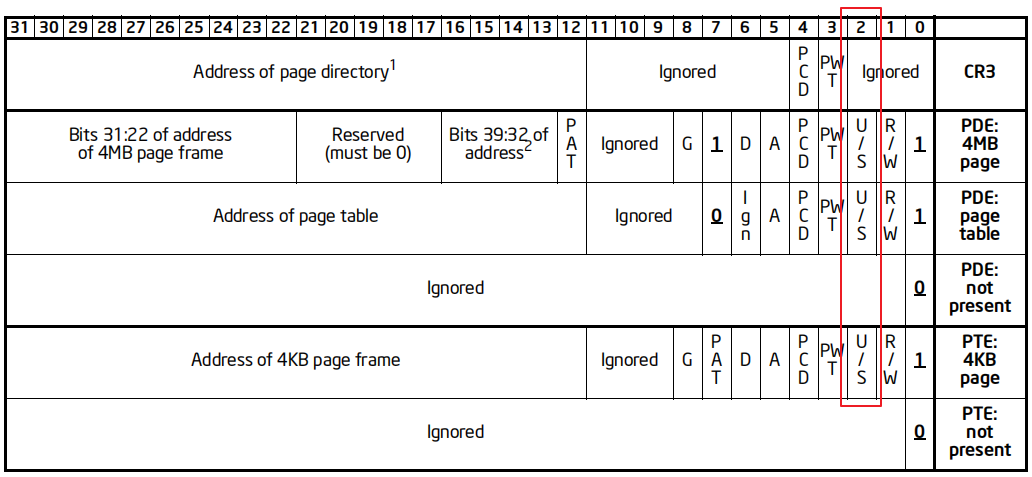 31 30 29 28 27 26 25 24 23 22 21 20 19 18 17 16 15 14 13 12 11 10 9 8 7 6 5 4 3 2 1 0
Address of page directory1 Ignored PCD PWT Ignored CR3
Bits 31:22 of address of 4MB page frame Reserved (must be 0) Bits 39:32 of address2 PAT Ignored G 1 D A PCD PWT U/S R/W 1 PDE: 4MB page
Address of page table Ignored 0 Ign A PCD PWT U/S R/W 1 PDE: page table
Ignored 0 PDE: not present
Address of 4KB page frame Ignored G PAT D A PCD PWT U/S R/W 1 PTE: 4KB page
Ignored 0 PTE: not present